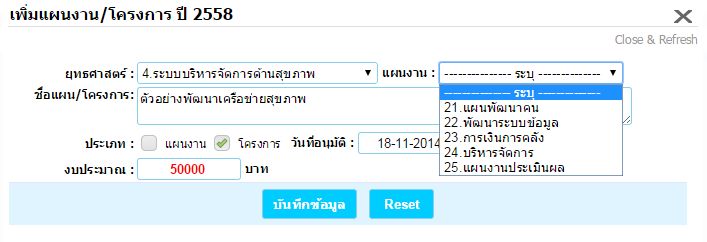 เพิ่มแผนงาน/โครงการ ปี 2558
Close & Refresh
ยุทธศาสตร์ : 4.ระบบบริหารจัดการด้านสุขภาพ แผนงาน : --------------- ระบุ --------------
ชื่อแผน/โครงการ: ตัวอย่างพัฒนาเครือข่ายสุขภาพ
--------------- ระบุ --------------
21.แผนพัฒนาคน
22.พัฒนาระบบข้อมูล
23.การเงินการคลัง
24.บริหารจัดการ
25.แผนงานประเมินผล
ประเภท : แผนงาน โครงการ วันที่อนุมัติ : 18-11-2014
งบประมาณ : 50000 บาท
บันทึกข้อมูล Reset